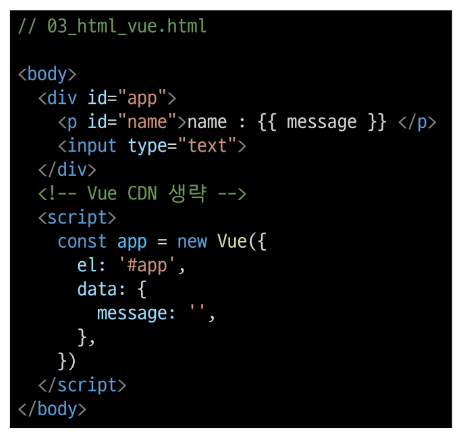 // 03_html_vue.html
<body>
<div id="app">
<p id="name">name : {{ message }} </p>
<input type="text">
</div>
<!-- Vue CDN 생략 -->
<script>
const app = new Vue({
el: '#app',
data: {
message: '',
},
})
</script>
</body>